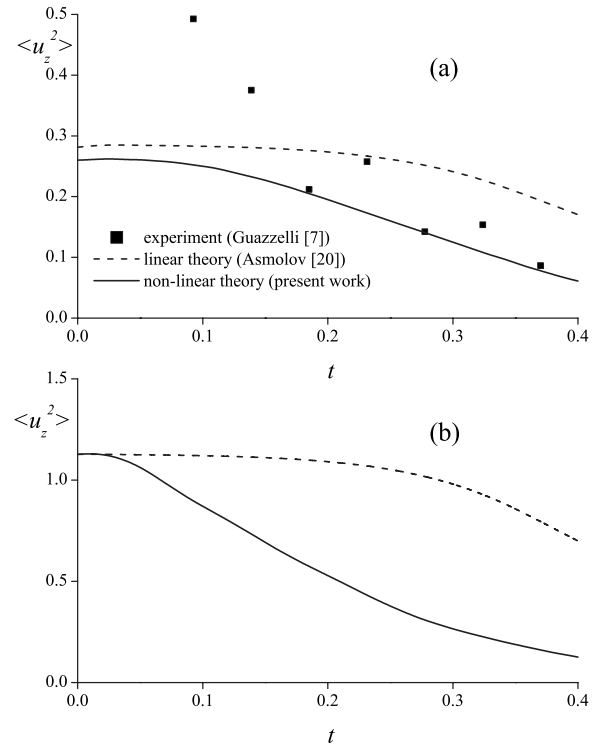 0.5
<u_z^2>
(a)
0.4
0.3
0.2
experiment (Guazzelli [7])
0.1
linear theory (Asmolov [20])
non-linear theory (present work)
0.0
0.0 0.1 0.2 0.3 0.4
t
1.5
<u_z^2>
(b)
1.0
0.5
0.0
0.0 0.1 0.2 0.3 0.4
t